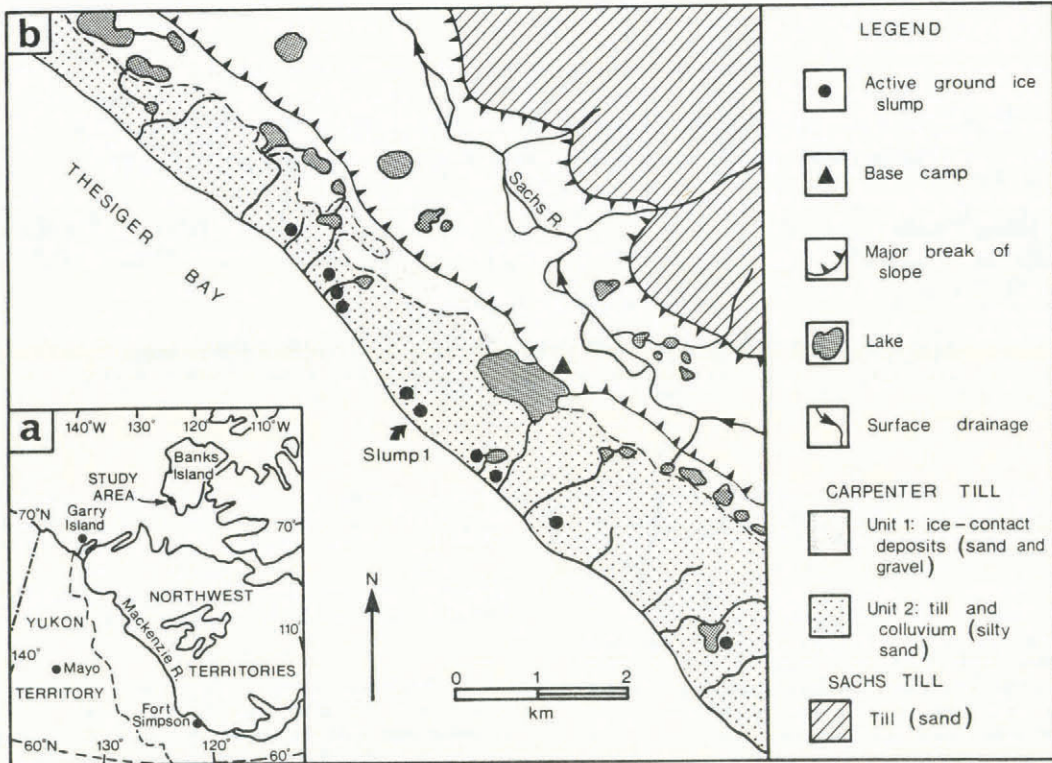 b
THESIGER
BAY
Sachs R.
Slump 1
N
0 1 2
km
a
140°W 130° 120° 110°W
Banks
Island
STUDY
AREA
Garry
Island
70°N
70°
NORTHWEST
YUKON
Mackenzie R.
110°
140°
Mayo
TERRITORIES
TERRITORY
Fort
Simpson
60°N
130°
120°
60°
LEGEND
Active ground ice
slump
Base camp
Major break of
slope
Lake
Surface drainage
CARPENTER TILL
Unit 1: ice-contact
deposits (sand and
gravel)
Unit 2: till and
colluvium (silty
sand)
SACHS TILL
Till (sand)